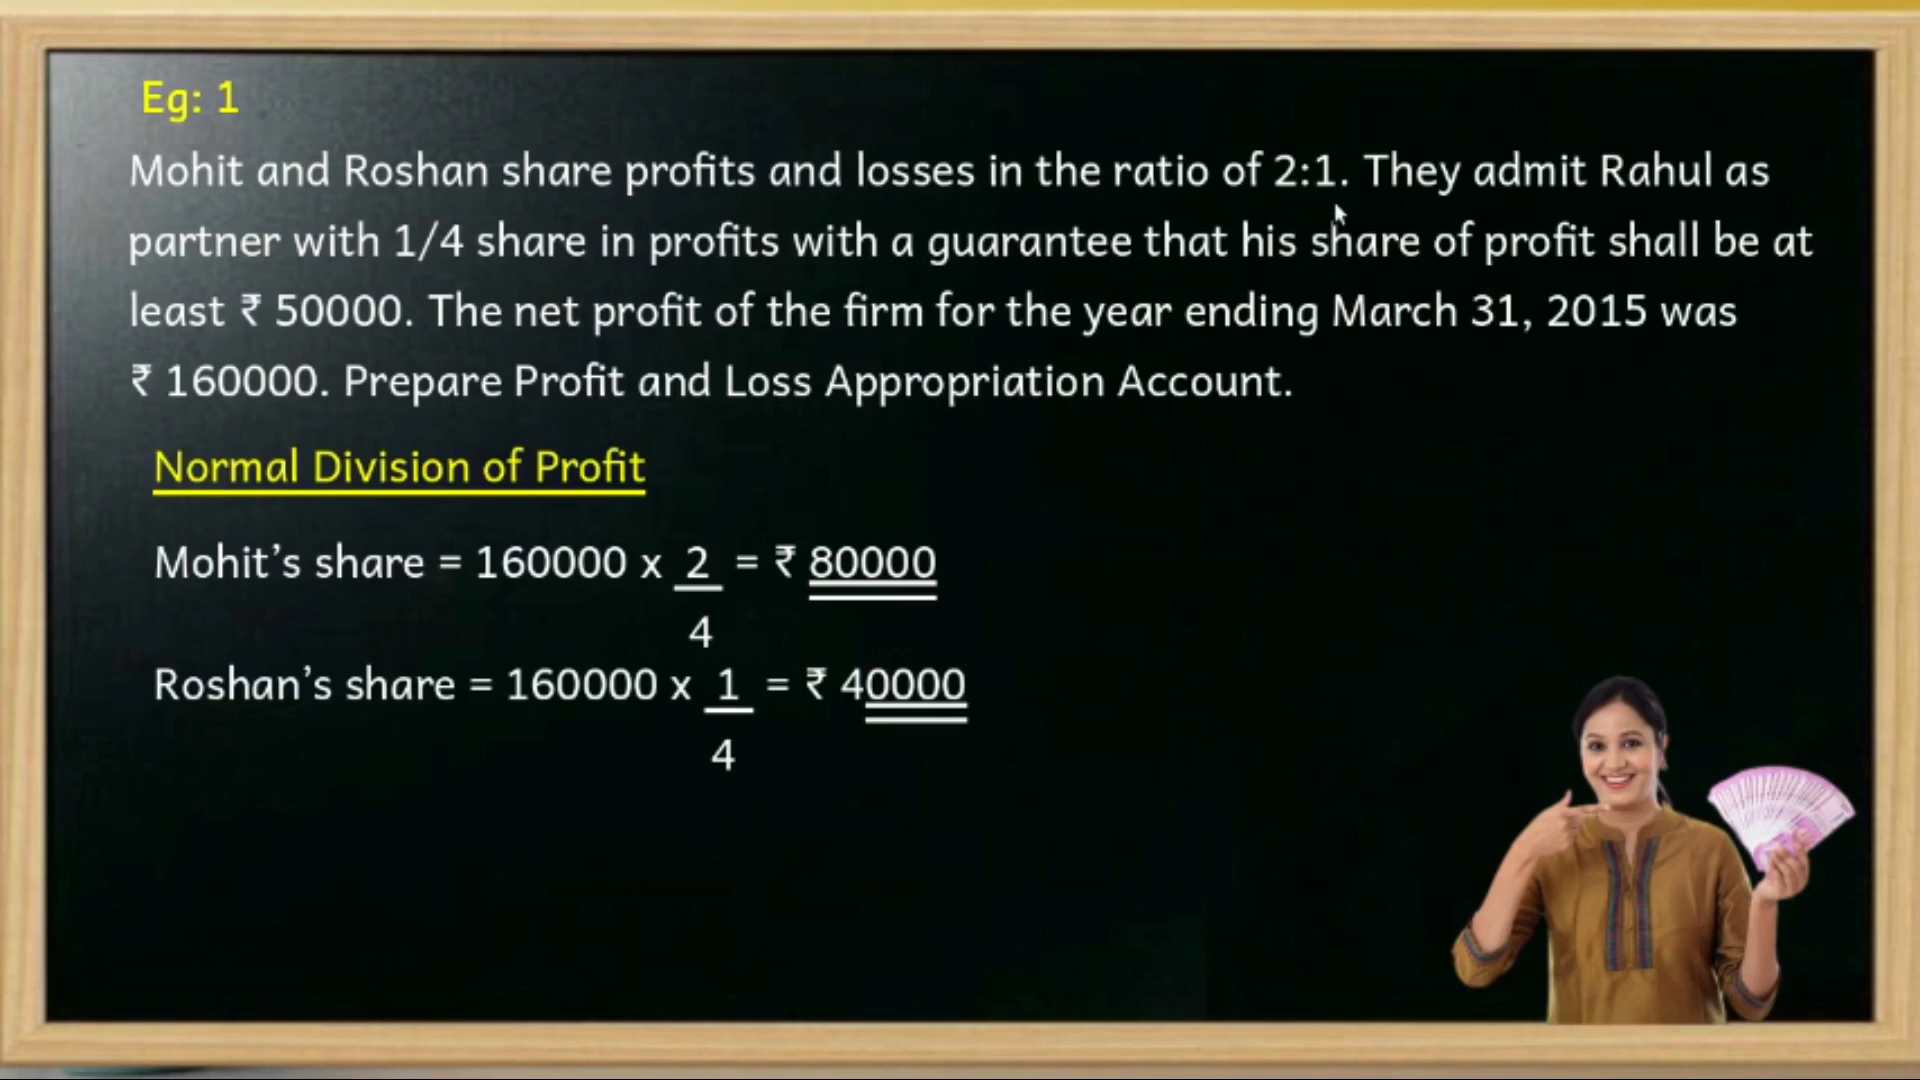 Eg: 1
Mohit and Roshan share profits and losses in the ratio of 2:1. They admit Rahul as
partner with 1/4 share in profits with a guarantee that his share of profit shall be at
least ₹ 50000. The net profit of the firm for the year ending March 31, 2015 was
₹ 160000. Prepare Profit and Loss Appropriation Account.
Normal Division of Profit
Mohit’s share = 160000 x 2 = ₹ 80000
4
Roshan’s share = 160000 x 1 = ₹ 40000
4